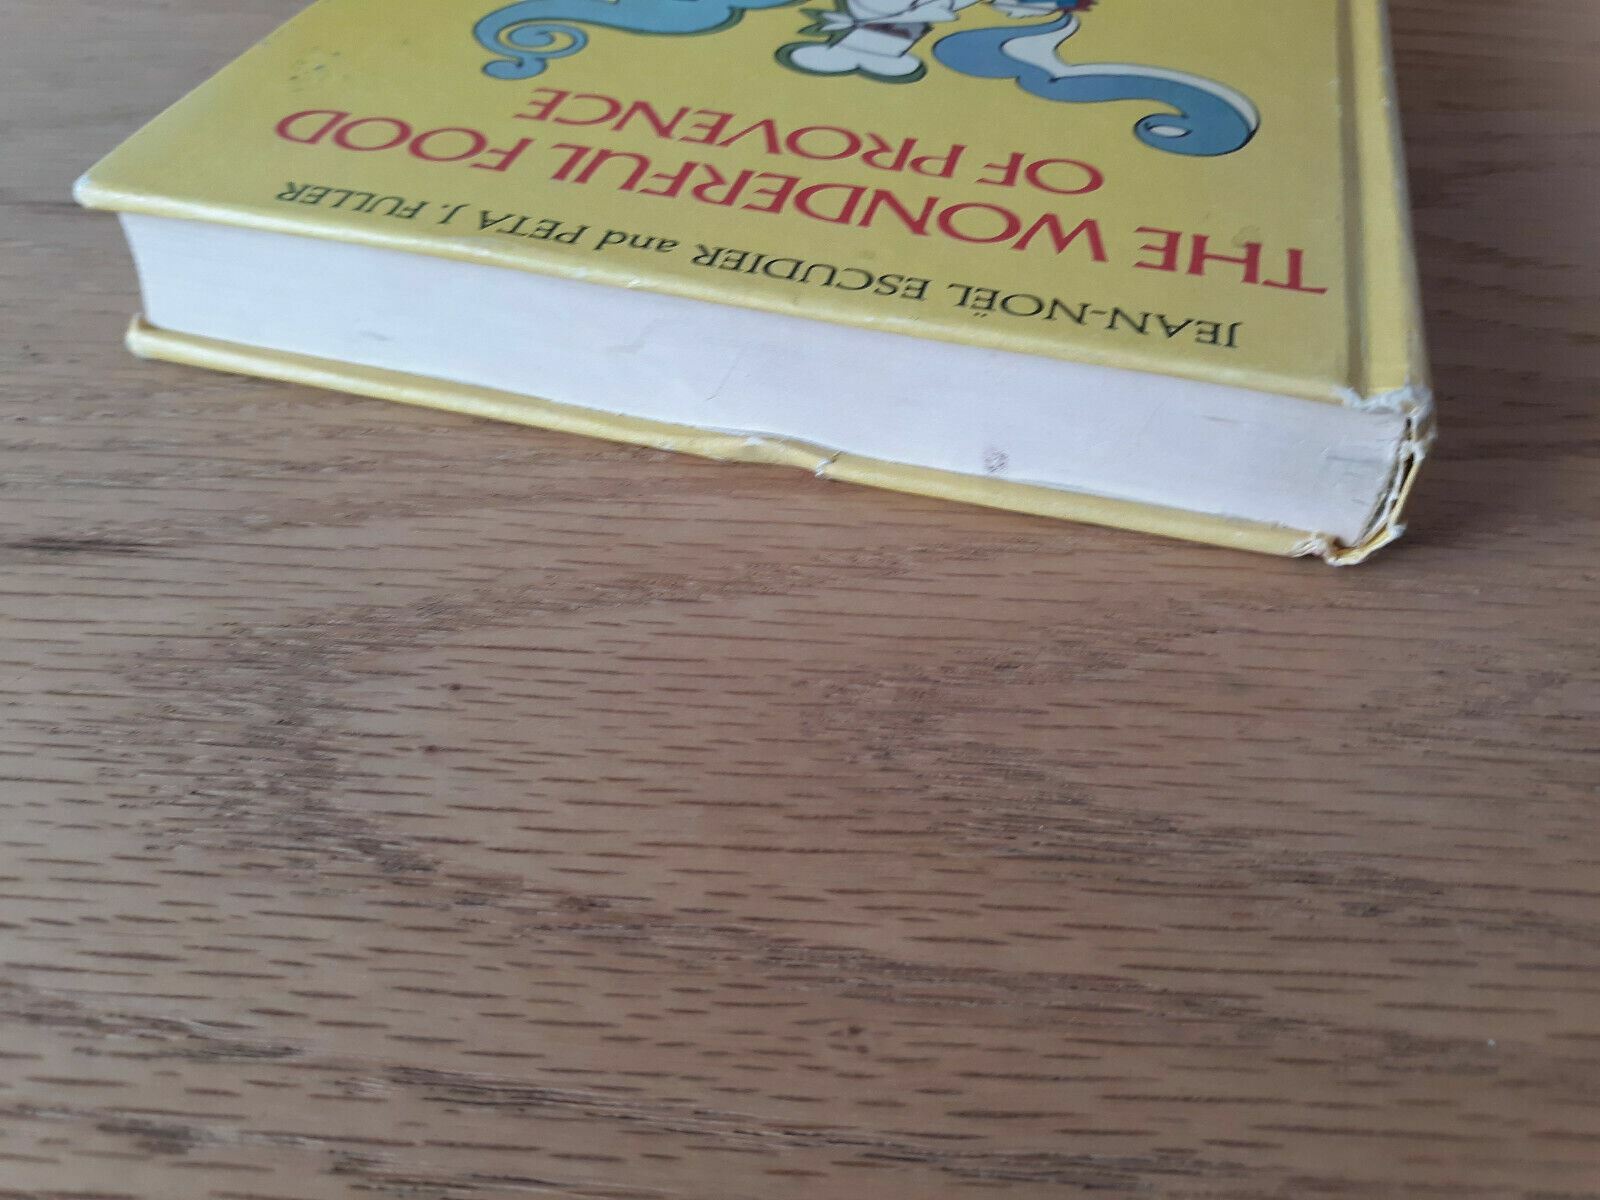 JEAN-NOËL ESCUDIER and PETA J. FULLER
THE WONDERFUL FOOD
OF PROVENCE